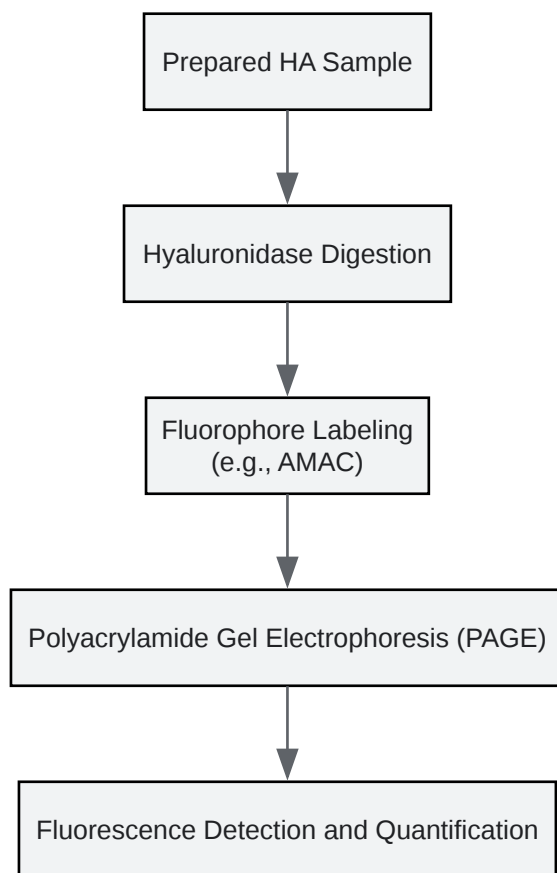 Prepared HA Sample
Hyaluronidase Digestion
Fluorophore Labeling
(e.g., AMAC)
Polyacrylamide Gel Electrophoresis (PAGE)
Fluorescence Detection and Quantification